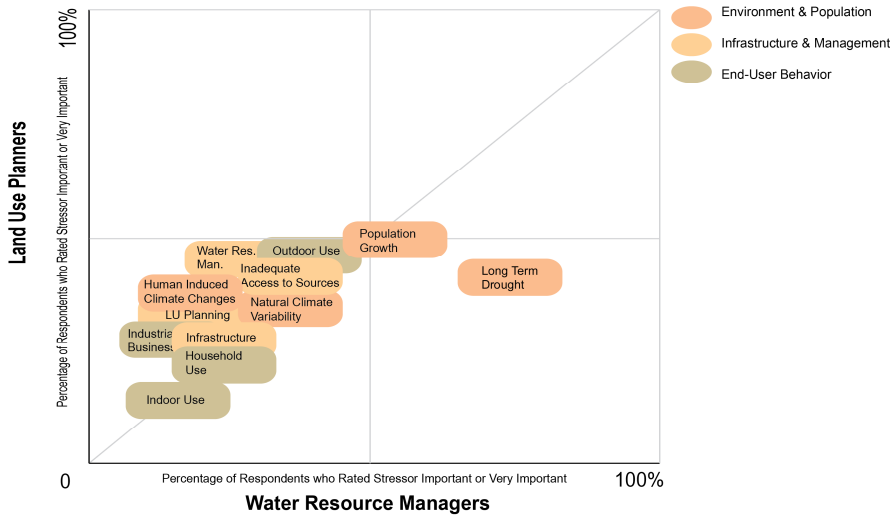 100%
Land Use Planners
Percentage of Respondents who Rated Stressor Important or Very Important
Environment & Population
Infrastructure & Management
End-User Behavior
Population
Growth
Water Res.
Man.
Outdoor Use
Inadequate
Access to Sources
Long Term
Drought
Human Induced
Climate Changes
Natural Climate
Variability
LU Planning
Industria
Business
Infrastructure
Household
Use
Indoor Use
0
Percentage of Respondents who Rated Stressor Important or Very Important
100%
Water Resource Managers